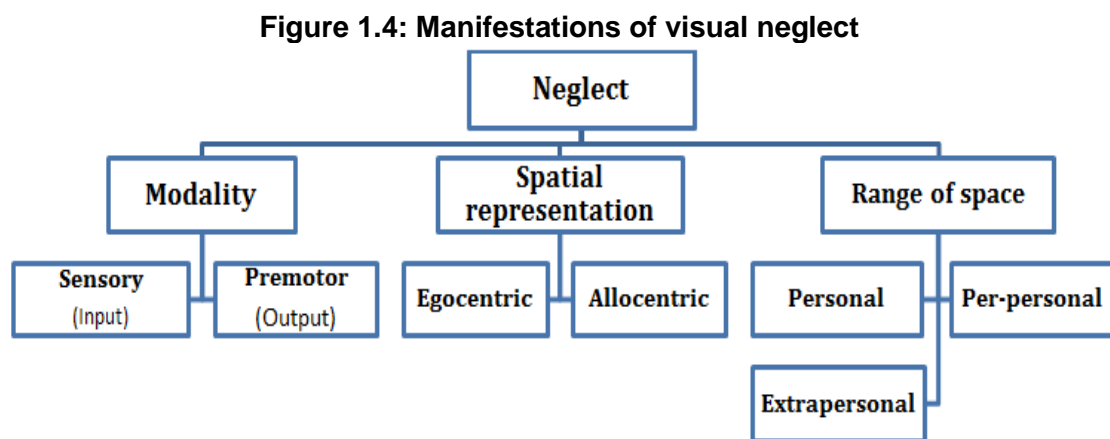 Figure 1.4: Manifestations of visual neglect
Neglect
Modality
Spatial
representation
Range of space
Sensory
(Input)
Premotor
(Output)
Egocentric
Allocentric
Personal
Per-personal
Extrapersonal